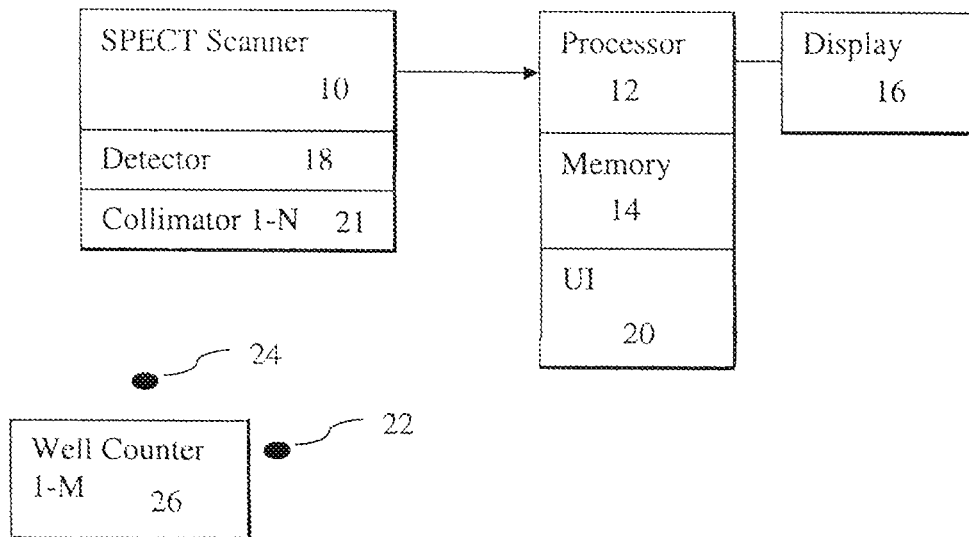 SPECT Scanner
10
Detector 18
Collimator 1-N 21
Processor
12
Memory
14
UI
20
Display
16
24
22
Well Counter
1-M 26